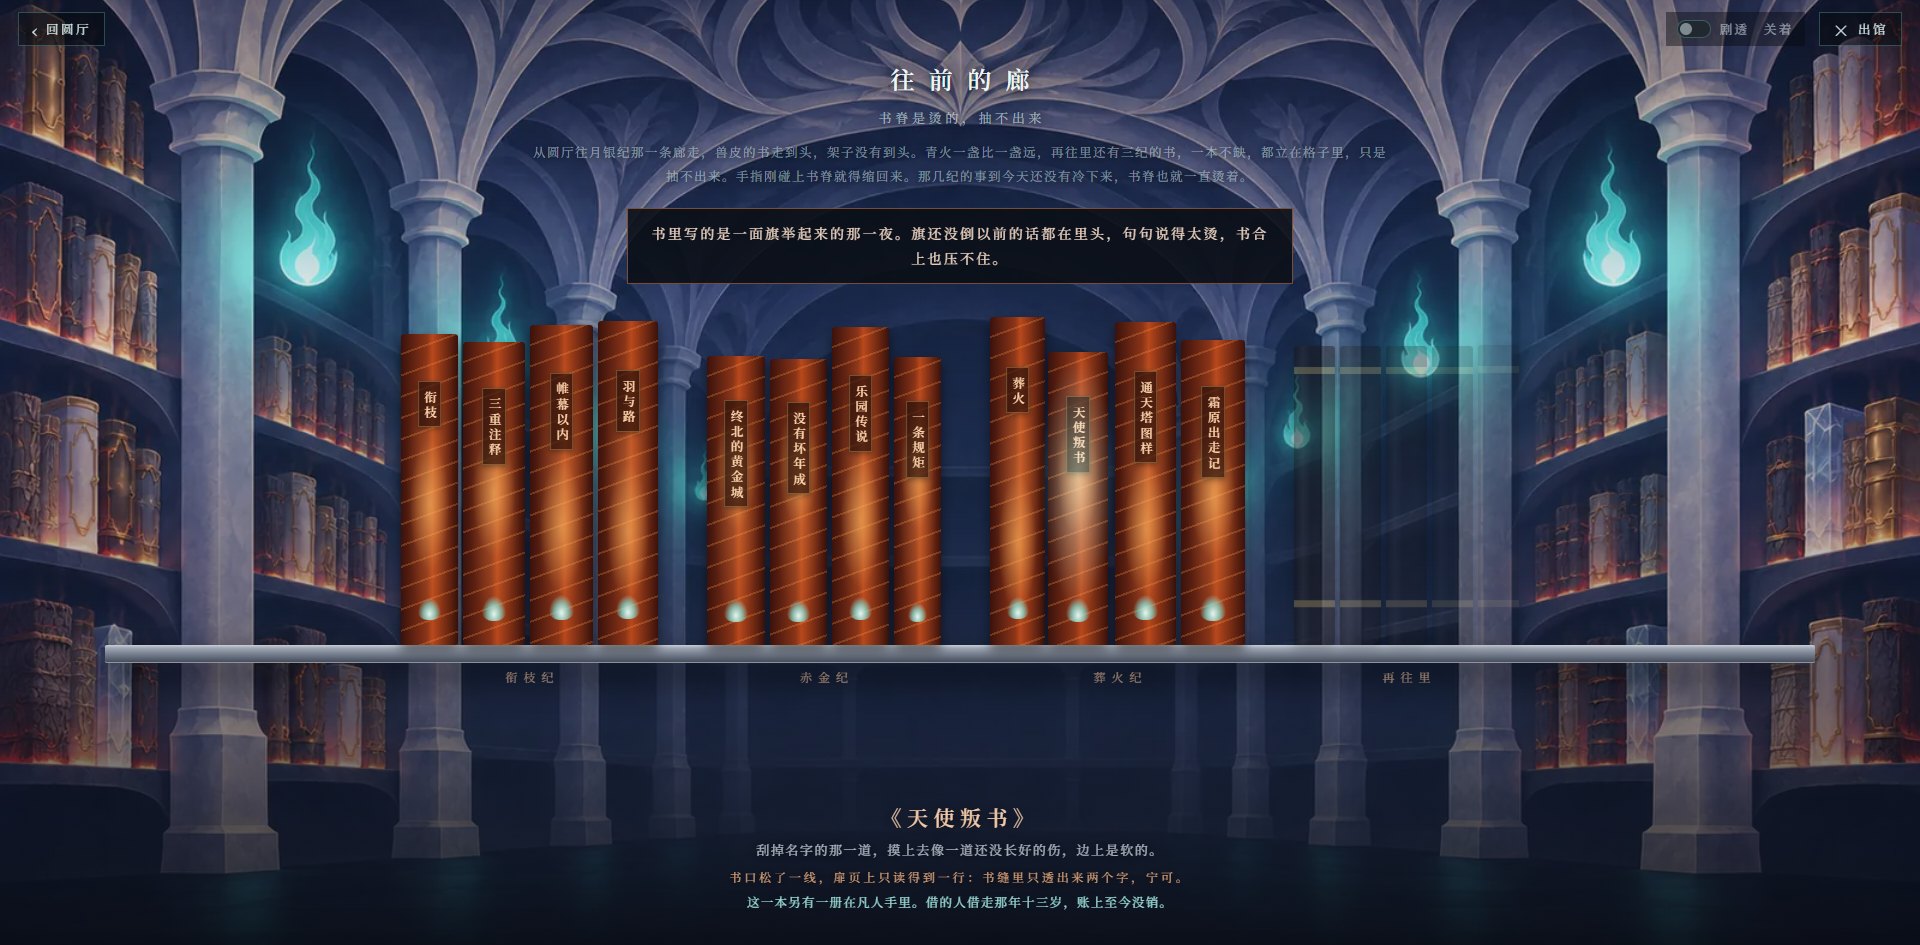 回圆厅
剧透 关着
出馆
往前的廊
书脊是烫的，抽不出来
从圆厅往月银纪那一条廊走，兽皮的书走到头，架子没有到头。青火一盏比一盏远，再往里还有三纪的书，一本不缺，都立在格子里，只是
抽不出来。手指刚碰上书脊就得缩回来。那几纪的事到今天还没有冷下来，书脊也就一直烫着。
书里写的是一面旗举起来的那一夜。旗还没倒以前的话都在里头，句句说得太烫，书合
上也压不住。
衔枝
三重注释
帷幕以内
羽与路
终北的黄金城
没有坏年成
乐园传说
一条规矩
葬火
天使叛书
通天塔图样
霜原出走记
衔枝纪
赤金纪
葬火纪
再往里
《天使叛书》
刮掉名字的那一道，摸上去像一道还没长好的伤，边上是软的。
书口松了一线，扉页上只读得到一行：书缝里只透出来两个字，宁可。
这一本另有一册在凡人手里。借的人借走那年十三岁，账上至今没销。